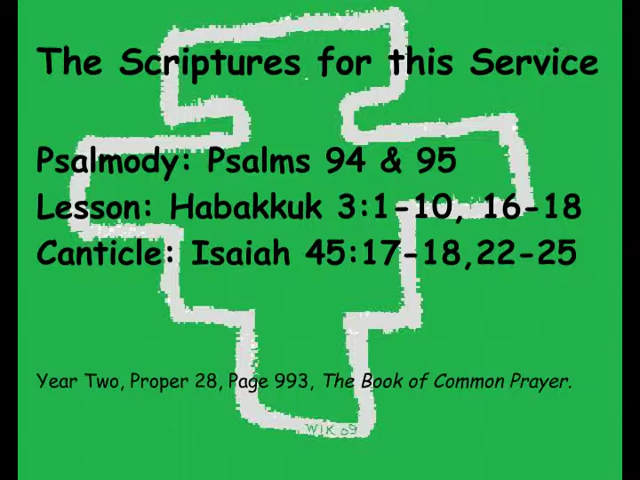 The Scriptures for this Service
Psalmody: Psalms 94 & 95
Lesson: Habakkuk 3:1-10, 16-18
Canticle: Isaiah 45:17-18,22-25
Year Two, Proper 28, Page 993, The Book of Common Prayer.
WIK 09